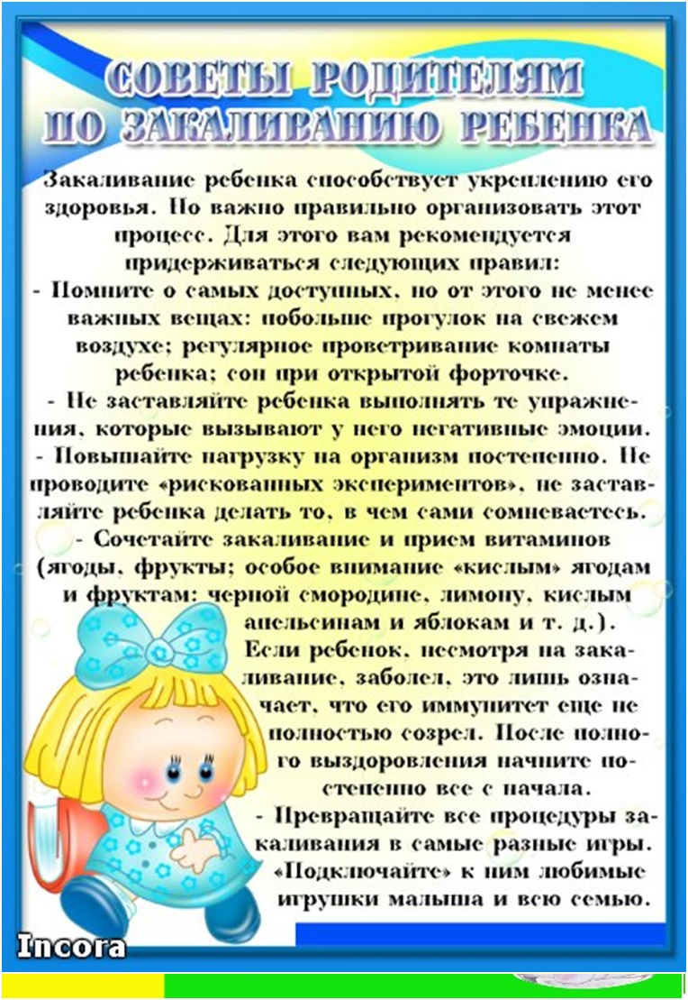 СОВЕТЫ РОДИТЕЛЯМ
ПО ЗАКАЛИВАНИЮ РЕБЕНКА
Закаливание ребенка способствует укреплению его
здоровья. Но важно правильно организовать этот
процесс. Для этого вам рекомендуется
придерживаться следующих правил:
- Помните о самых доступных, но от этого не менее
важных вещах: побольше прогулок на свежем
воздухе; регулярное проветривание комнаты
ребенка; сон при открытой форточке.
- Не заставляйте ребенка выполнять те упражне-
ния, которые вызывают у него негативные эмоции.
- Повышайте нагрузку на организм постепенно. Не
проводите «рискованных экспериментов», не застав-
ляйте ребенка делать то, в чем сами сомневаетесь.
- Сочетайте закаливание и прием витаминов
(ягоды, фрукты; особое внимание «кислым» ягодам
и фруктам: черной смородине, лимону, кислым
апельсинам и яблокам и т. д.).
Если ребенок, несмотря на зака-
ливание, заболел, это лишь озна-
чает, что его иммунитет еще не
полностью созрел. После полно-
го выздоровления начните по-
степенно все с начала.
- Превращайте все процедуры за-
каливания в самые разные игры.
«Подключайте» к ним любимые
игрушки малыша и всю семью.
Incora